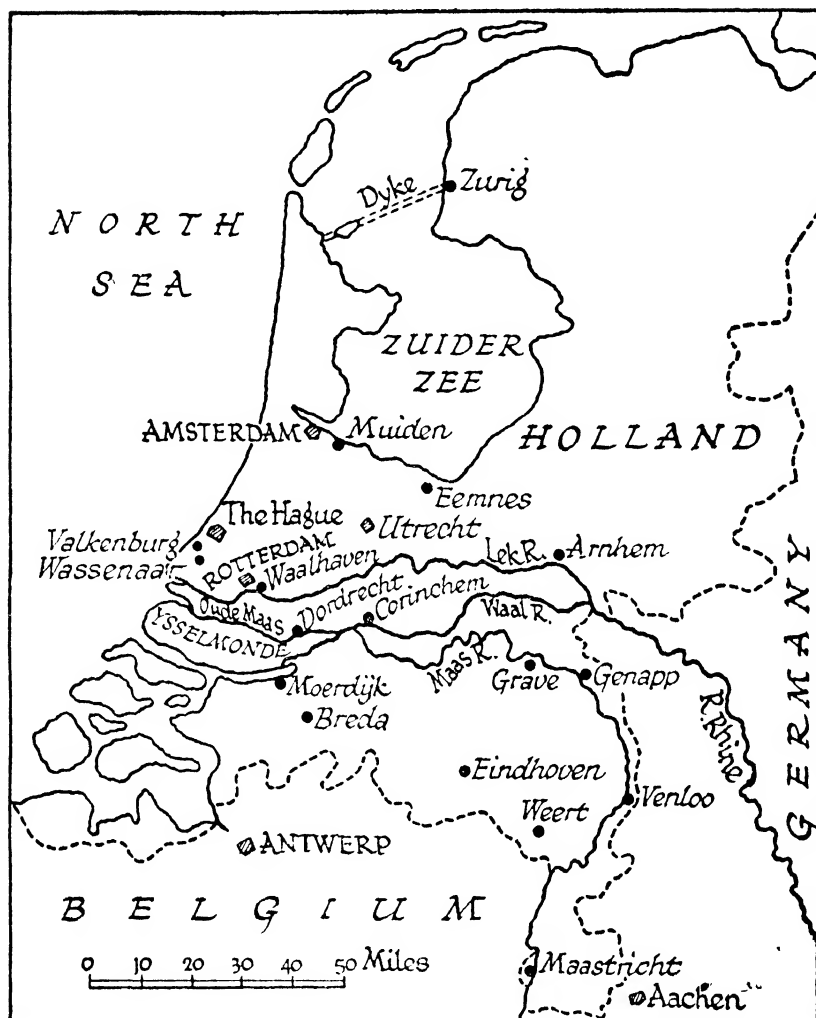 Dyke
Zurig
NORTH
SEA
ZUIDER
ZEE
AMSTERDAM
Muiden
HOLLAND
Eemnes
The Hague
Utrecht
Valkenburg
Wassenaar
ROTTERDAM
Waalhaven
Lek R.
Arnhem
Oude Maas
Dordrecht
Corinchem
Waal R.
YSSELMONDE
Maas R.
Grave
Genapp
Moerdijk
Breda
R. Rhine
GERMANY
Eindhoven
Weert
Venloo
ANTWERP
BELGIUM
0 10 20 30 40 50 Miles
Maastricht
Aachen